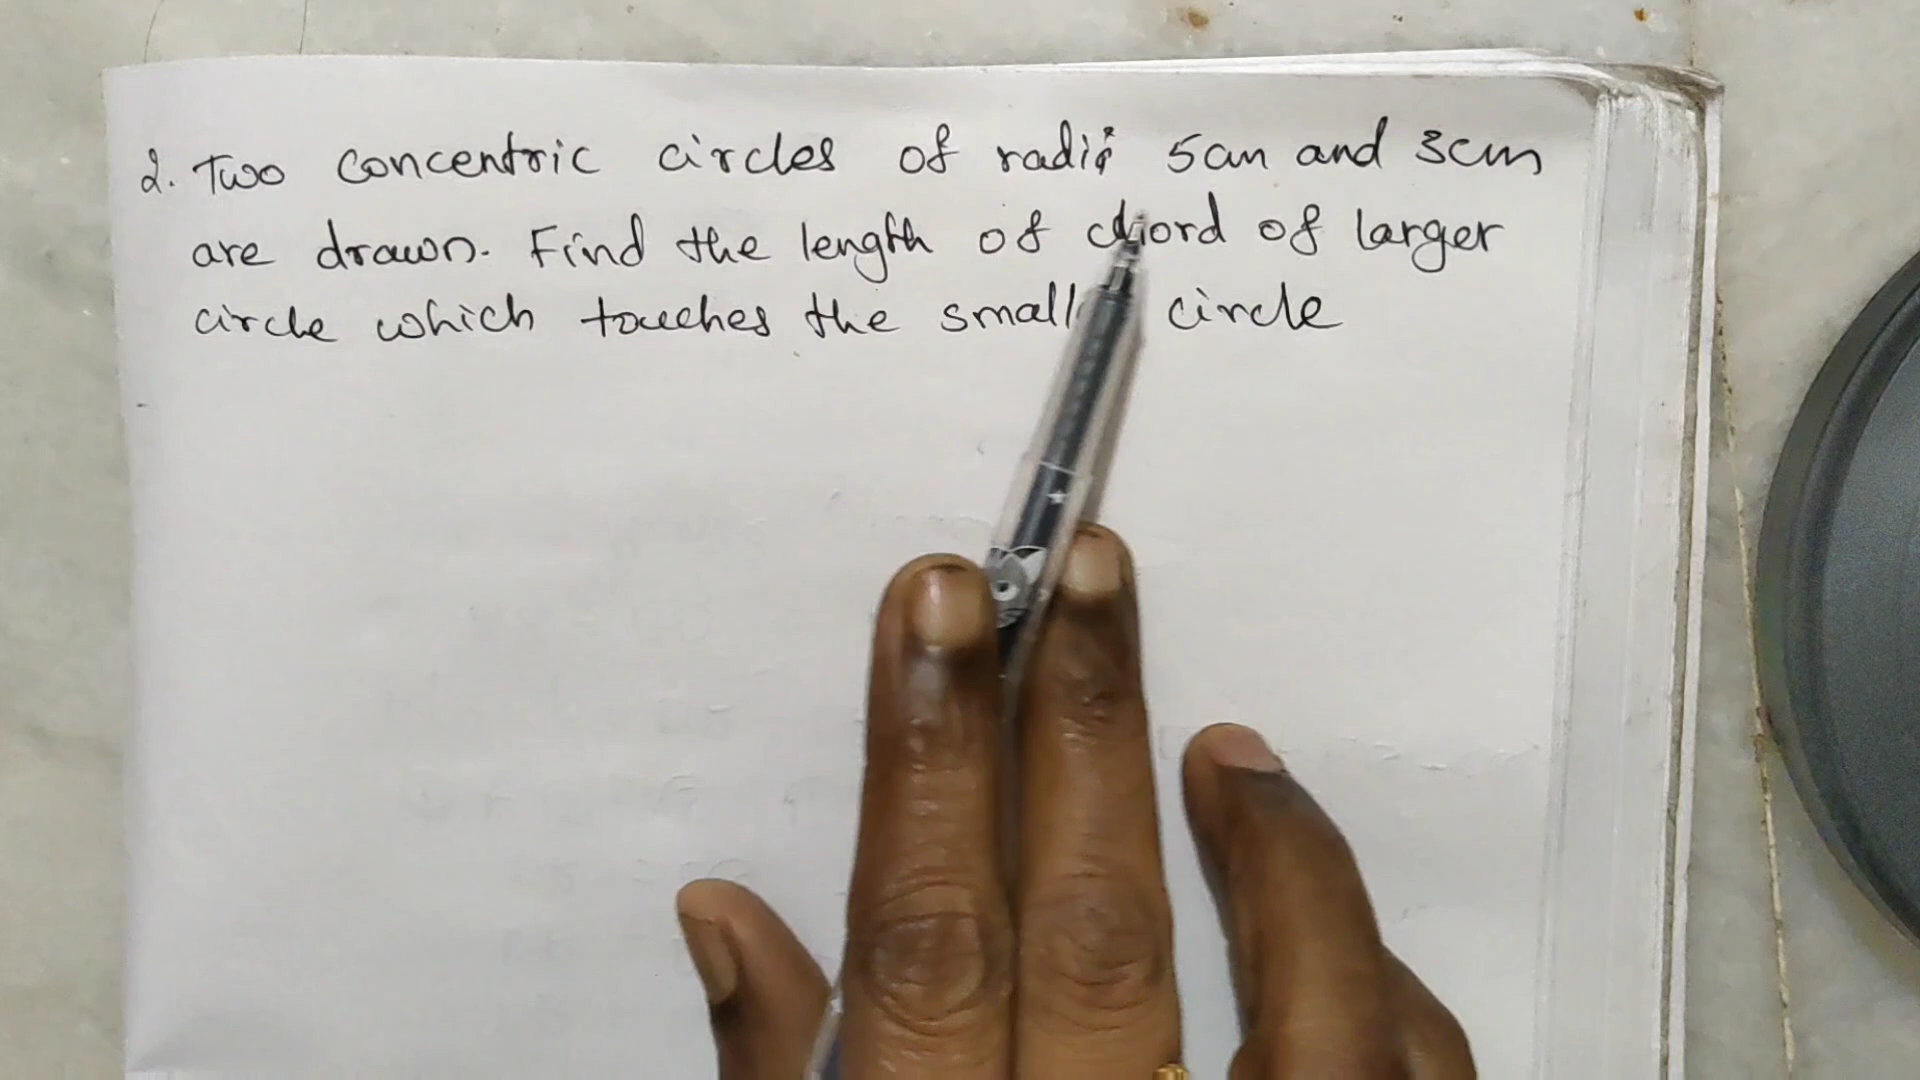 2. Two concentric circles of radii 5cm and 3cm
are drawn. Find the length of chord of larger
circle which touches the circle